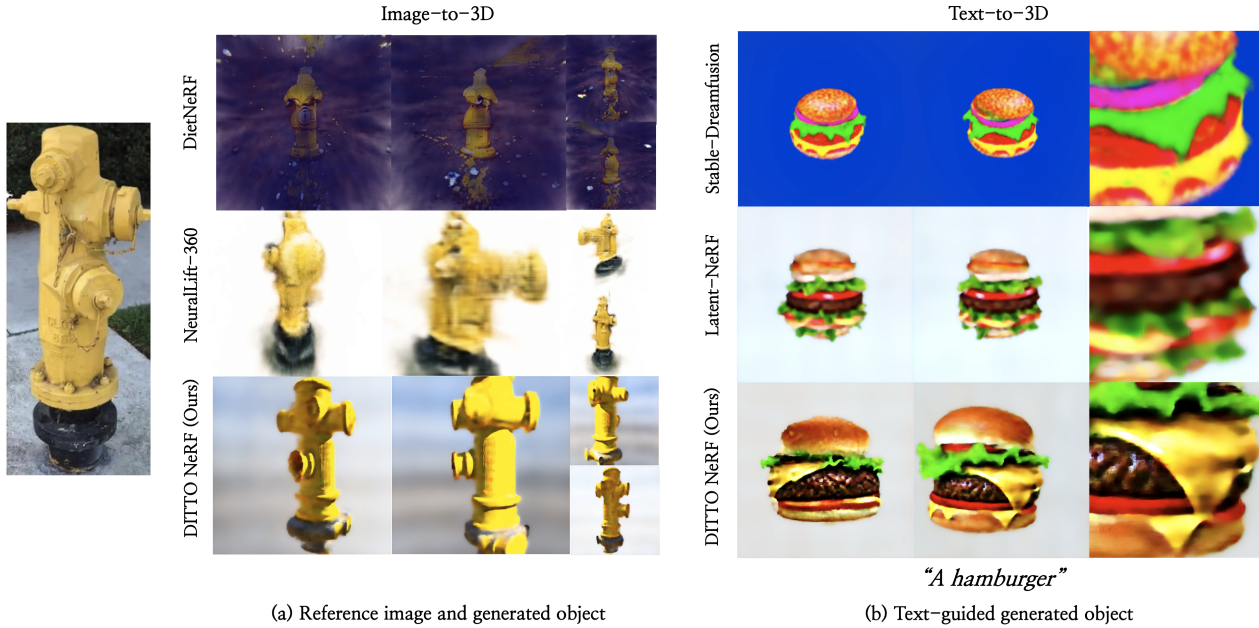 Image-to-3D
Text-to-3D
DietNeRF
NeuralLift-360
DITTO NeRF (Ours)
Stable-Dreamfusion
Latent-NeRF
DITTO NeRF (Ours)
“A hamburger”
(a) Reference image and generated object
(b) Text-guided generated object